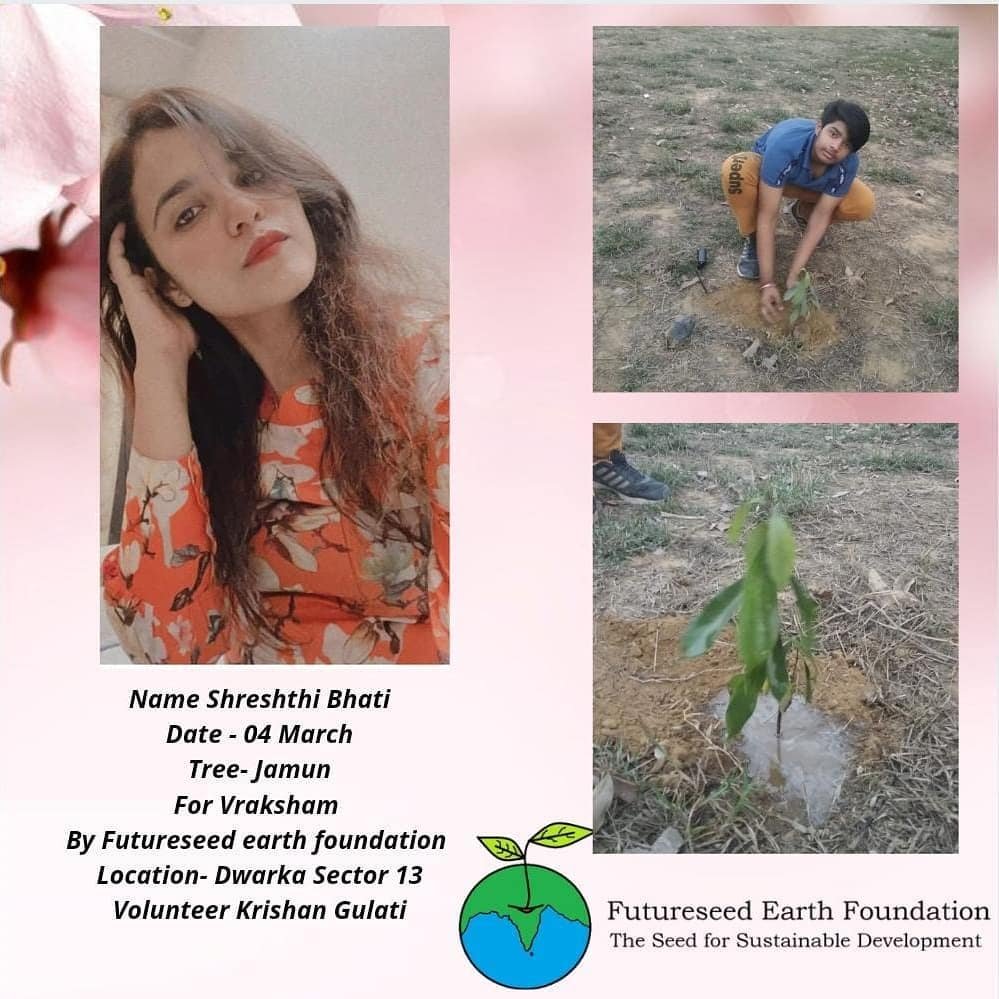 Name Shreshthi Bhati
Date - 04 March
Tree- Jamun
For Vraksham
By Futureseed earth foundation
Location- Dwarka Sector 13
Volunteer Krishan Gulati
Futureseed Earth Foundation
The Seed for Sustainable Development